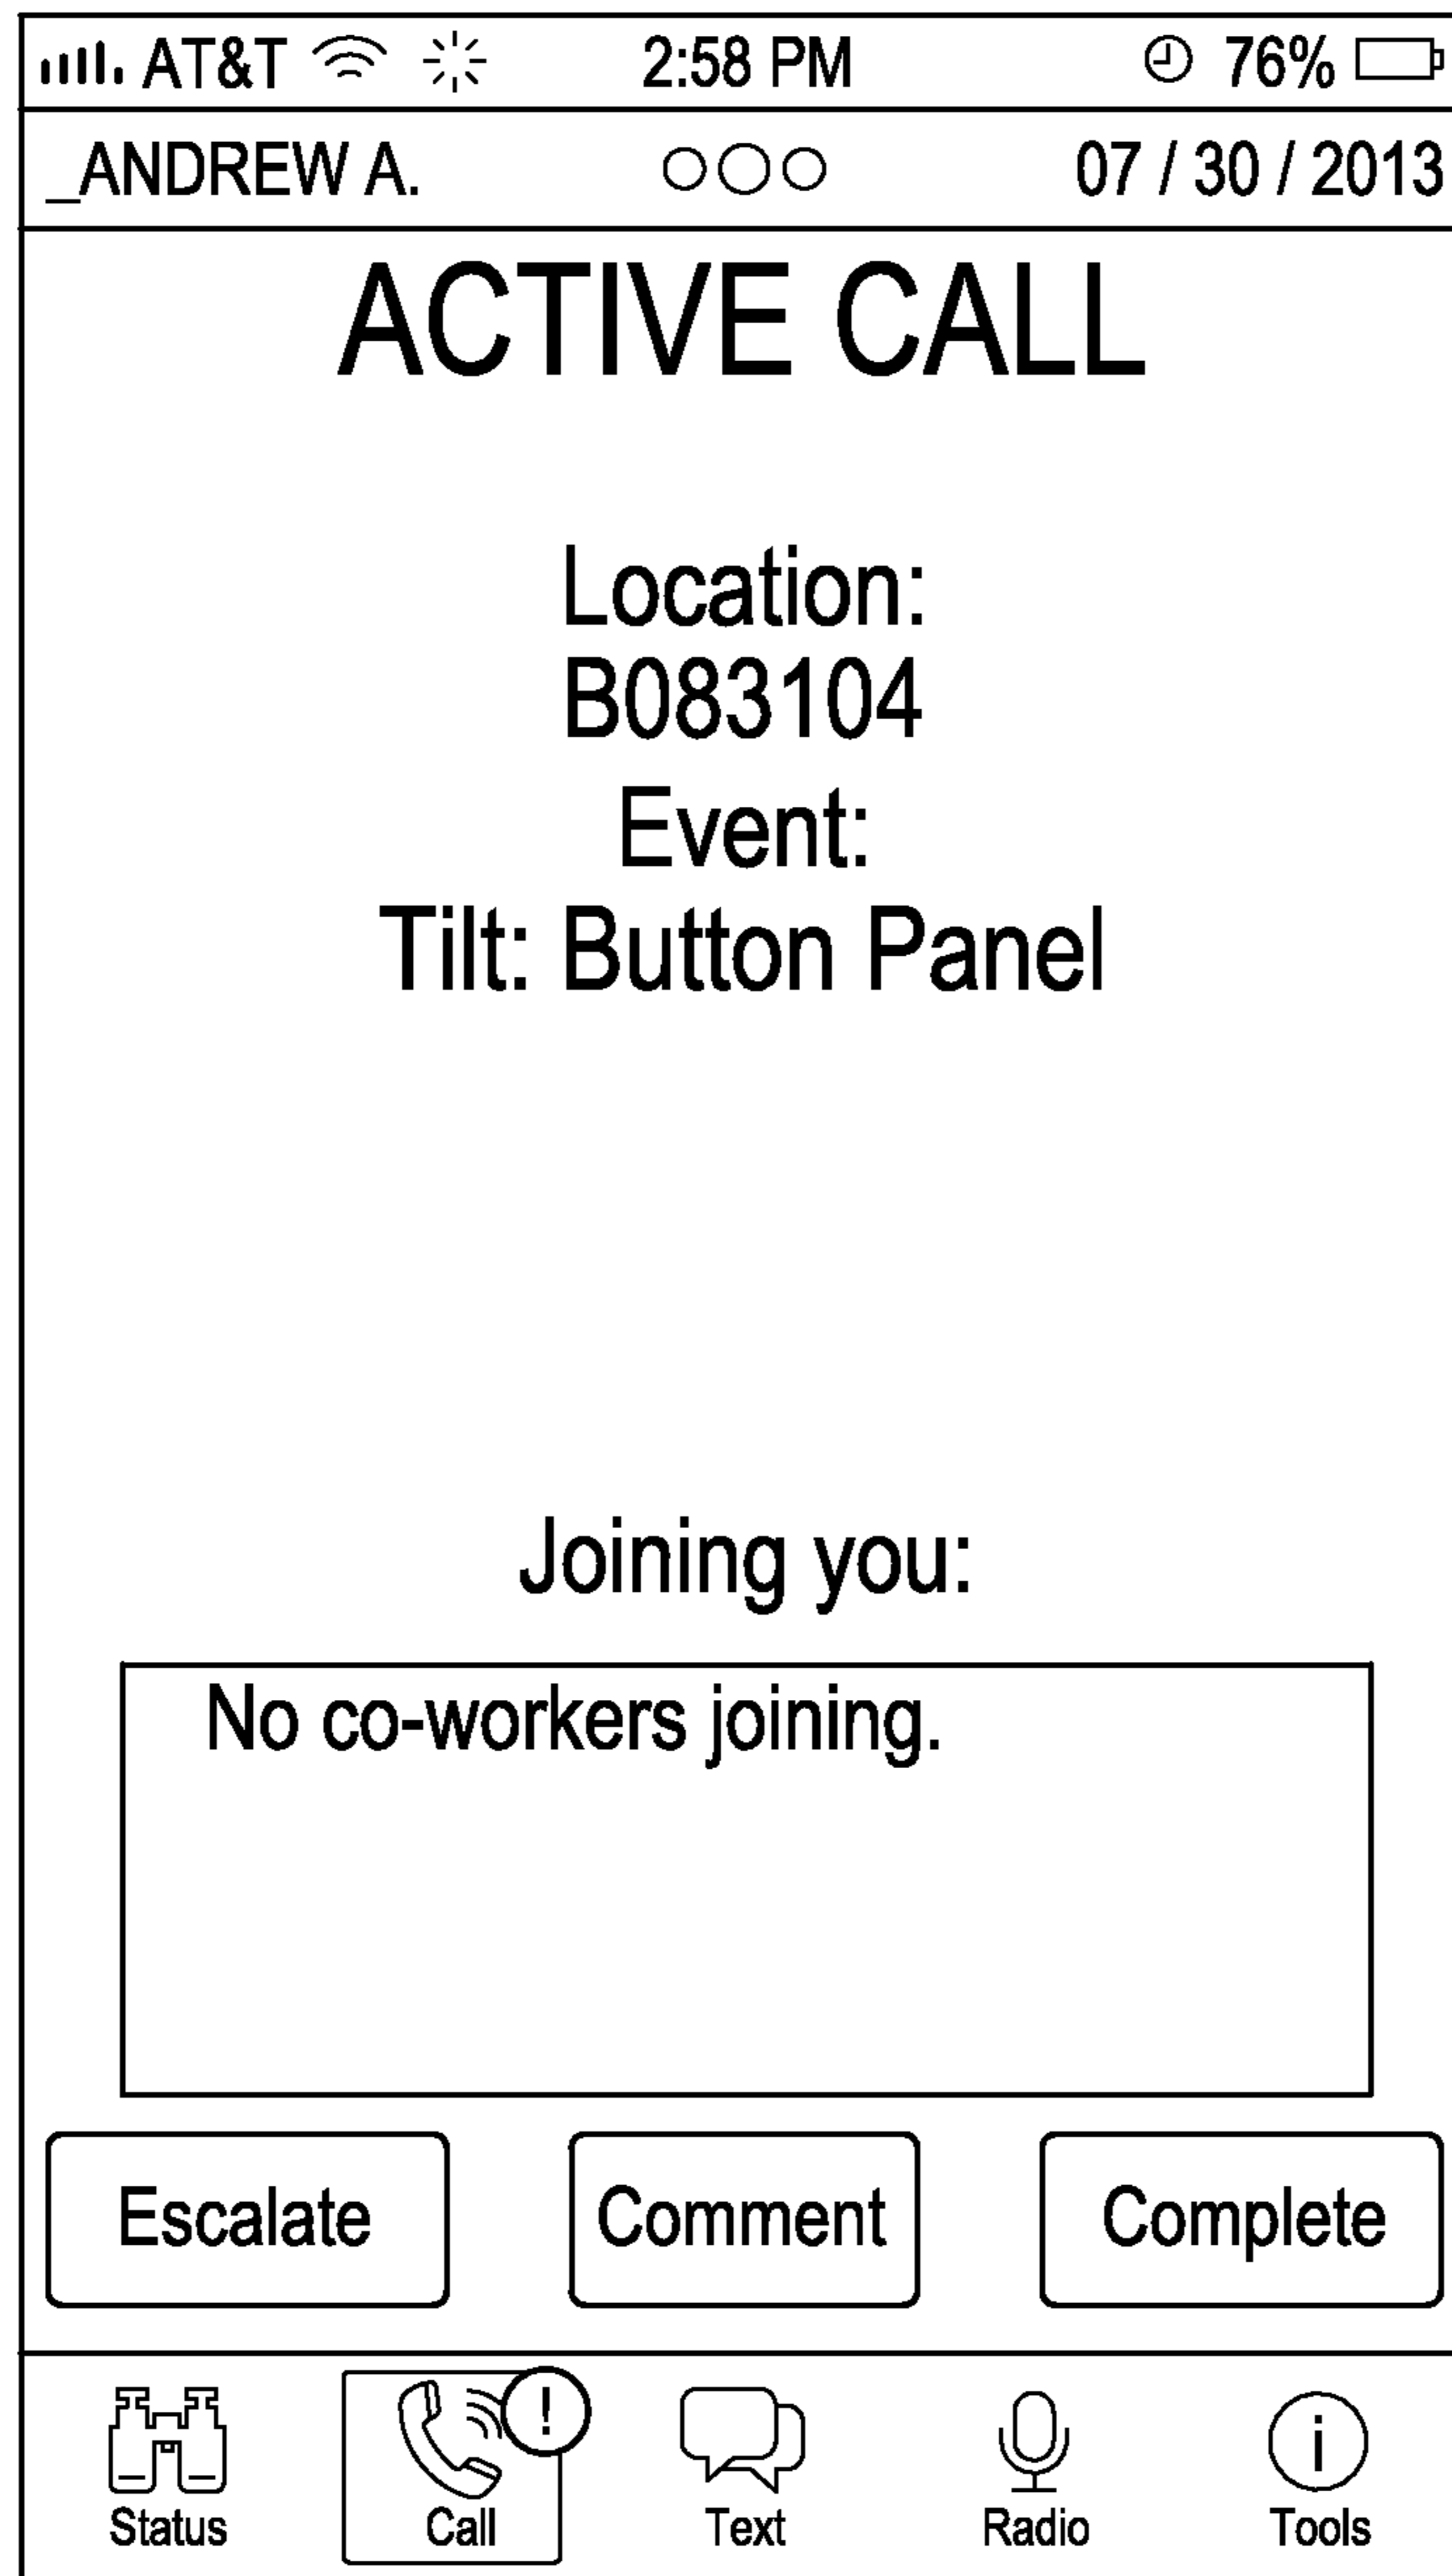 AT&T 2:58 PM 76%
_ANDREW A. 07 / 30 / 2013
ACTIVE CALL
Location:
B083104
Event:
Tilt: Button Panel
Joining you:
No co-workers joining.
Escalate Comment Complete
!
i
Status Call Text Radio Tools